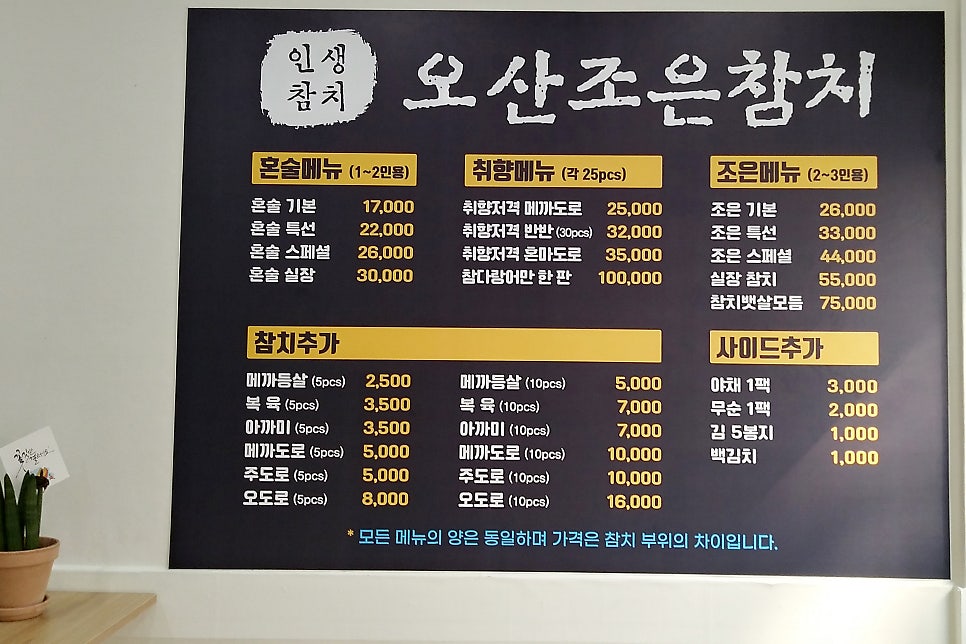 인생
참치
오산조은참치
혼술메뉴 (1~2인용)
혼술 기본 17,000
혼술 특선 22,000
혼술 스페셜 26,000
혼술 실장 30,000
취향메뉴 (각 25pcs)
취향저격 메까도로 25,000
취향저격 반반 (30pcs) 32,000
취향저격 혼마도로 35,000
참다랑어만 한 판 100,000
조은메뉴 (2~3인용)
조은 기본 26,000
조은 특선 33,000
조은 스페셜 44,000
실장 참치 55,000
참치뱃살모듬 75,000
참치추가
메까등살 (5pcs) 2,500
복 육 (5pcs) 3,500
아까미 (5pcs) 3,500
메까도로 (5pcs) 5,000
주도로 (5pcs) 5,000
오도로 (5pcs) 8,000
메까등살 (10pcs) 5,000
복 육 (10pcs) 7,000
아까미 (10pcs) 7,000
메까도로 (10pcs) 10,000
주도로 (10pcs) 10,000
오도로 (10pcs) 16,000
사이드추가
야채 1팩 3,000
무순 1팩 2,000
김 5봉지 1,000
백김치 1,000
* 모든 메뉴의 양은 동일하며 가격은 참치 부위의 차이입니다.